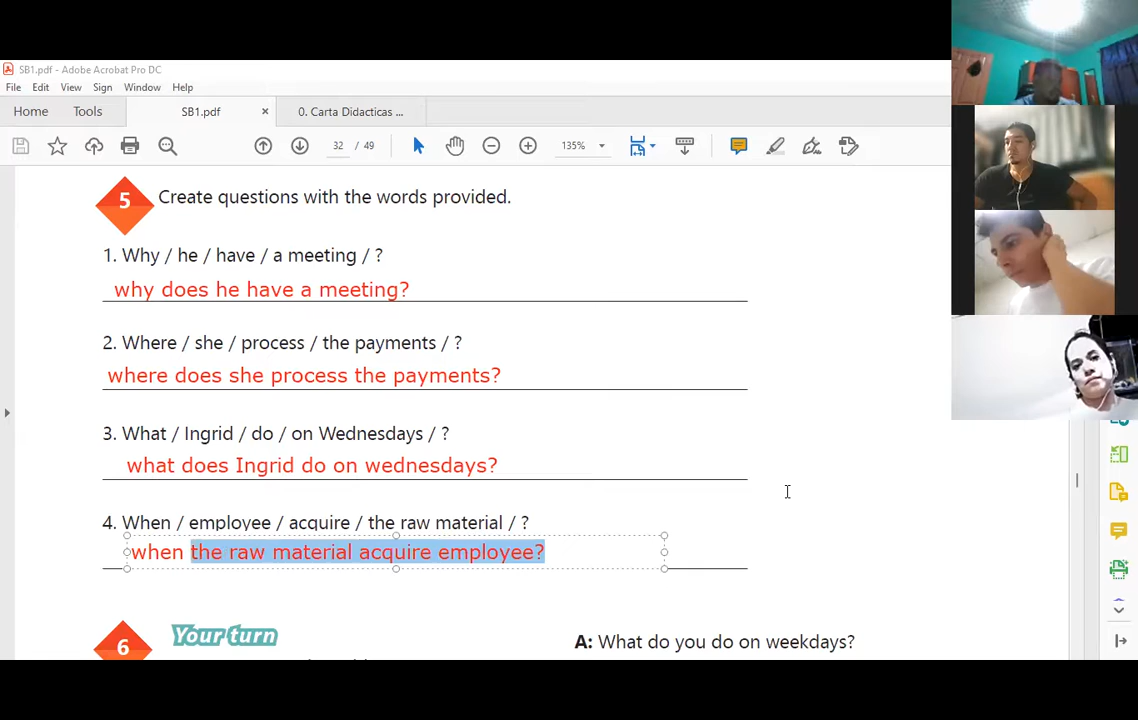 SB1.pdf - Adobe Acrobat Pro DC
File Edit View Sign Window Help
Home Tools SB1.pdf × 0. Carta Didacticas ...
32 / 49 135%
5 Create questions with the words provided.
1. Why / he / have / a meeting / ?
why does he have a meeting?
2. Where / she / process / the payments / ?
where does she process the payments?
3. What / Ingrid / do / on Wednesdays / ?
what does Ingrid do on wednesdays?
4. When / employee / acquire / the raw material / ?
when the raw material acquire employee?
6 Your turn
A: What do you do on weekdays?